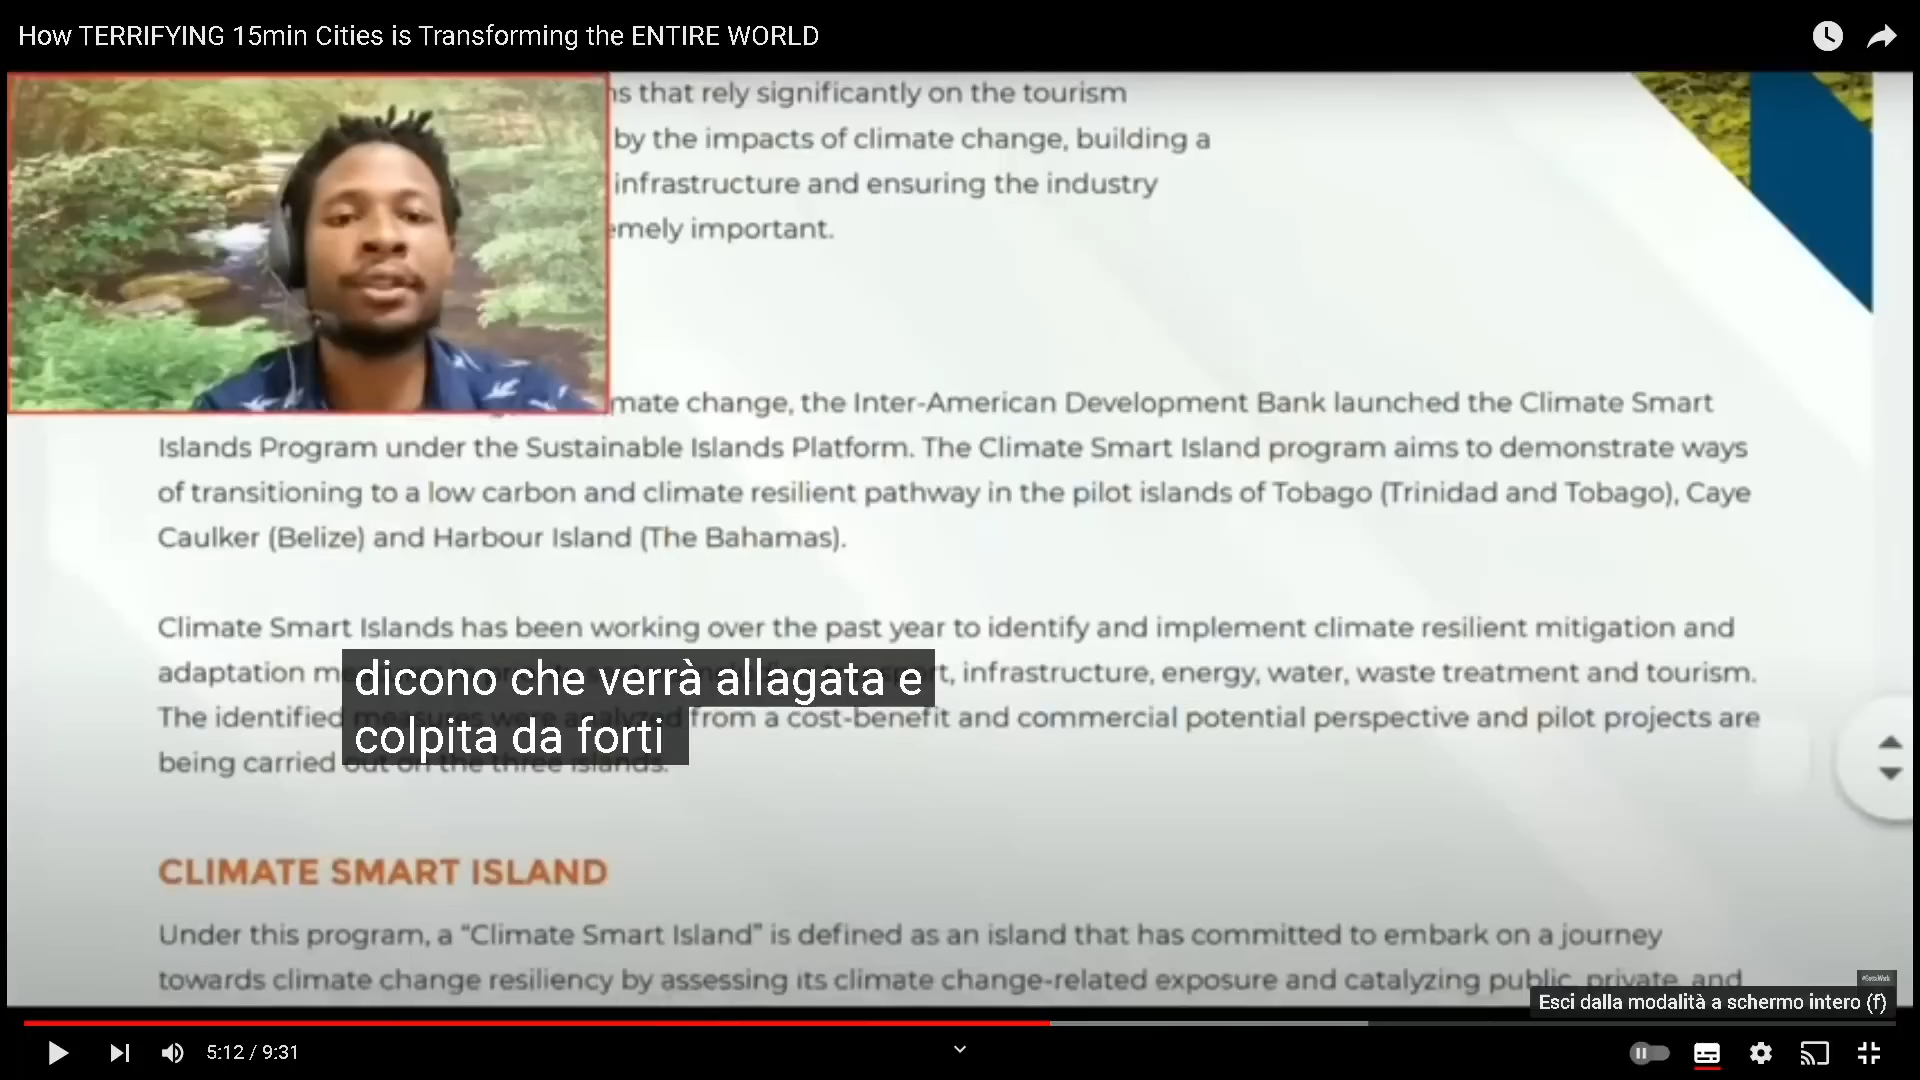 How TERRIFYING 15min Cities is Transforming the ENTIRE WORLD
that rely significantly on the tourism
by the impacts of climate change, building a
infrastructure and ensuring the industry
important.
change, the Inter-American Development Bank launched the Climate Smart
Islands Program under the Sustainable Islands Platform. The Climate Smart Island program aims to demonstrate ways
of transitioning to a low carbon and climate resilient pathway in the pilot islands of Tobago (Trinidad and Tobago), Caye
Caulker (Belize) and Harbour Island (The Bahamas).
Climate Smart Islands has been working over the past year to identify and implement climate resilient mitigation and
adaptation infrastructure, energy, water, waste treatment and tourism.
The identified measures were analyzed from a cost-benefit and commercial potential perspective and pilot projects are
being carried out on the three islands.
dicono che verrà allagata e
colpita da forti
CLIMATE SMART ISLAND
Under this program, a “Climate Smart Island” is defined as an island that has committed to embark on a journey
towards climate change resiliency by assessing its climate change-related exposure and catalyzing public, private, and
Esci dalla modalità a schermo intero (f)
5:12 / 9:31